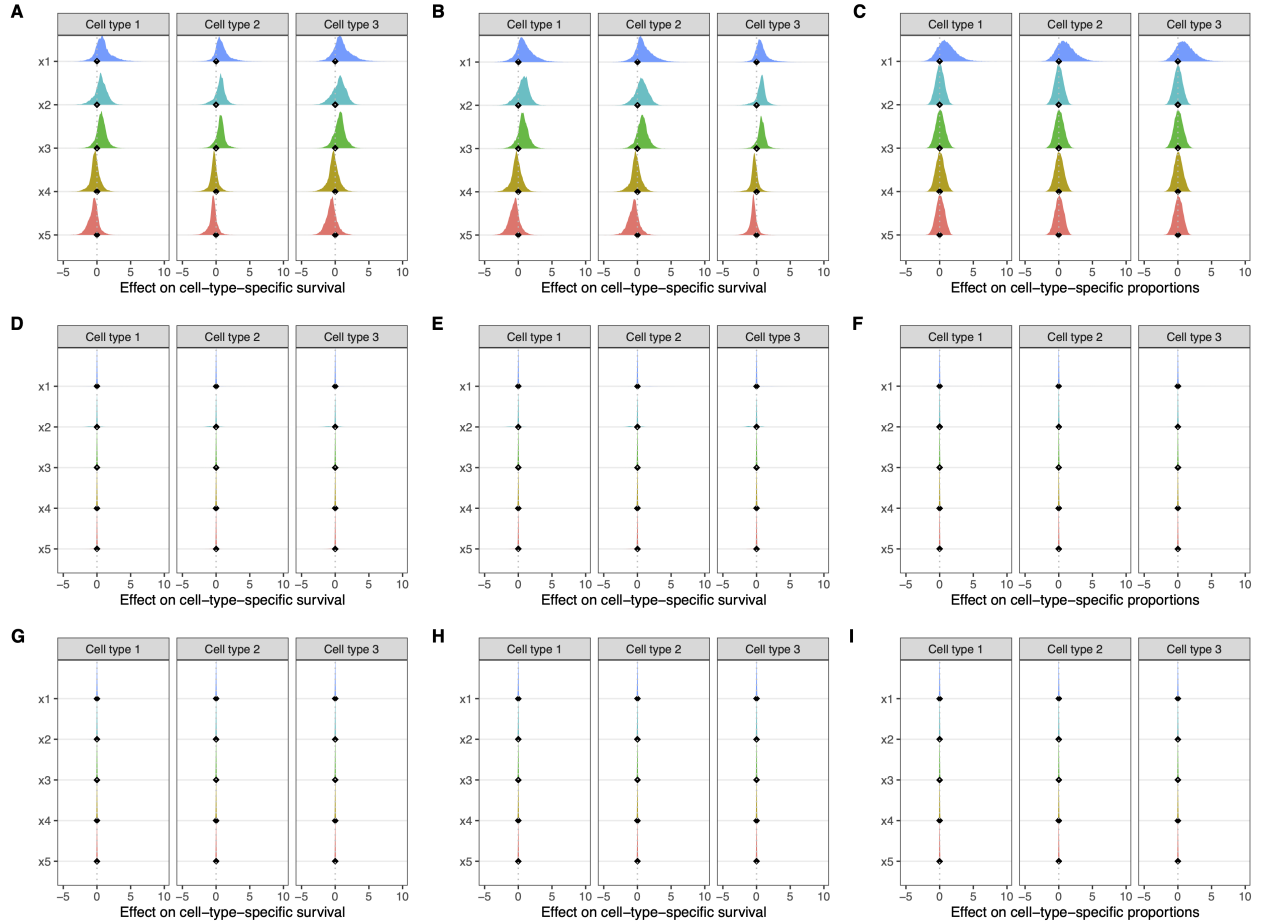 A B C
Cell type 1 Cell type 2 Cell type 3 Cell type 1 Cell type 2 Cell type 3 Cell type 1 Cell type 2 Cell type 3
x1 x1 x1
x2 x2 x2
x3 x3 x3
x4 x4 x4
x5 x5 x5
−5 0 5 10 −5 0 5 10 −5 0 5 10 −5 0 5 10 −5 0 5 10 −5 0 5 10 −5 0 5 10 −5 0 5 10 −5 0 5 10
Effect on cell−type−specific survival Effect on cell−type−specific survival Effect on cell−type−specific proportions
D E F
Cell type 1 Cell type 2 Cell type 3 Cell type 1 Cell type 2 Cell type 3 Cell type 1 Cell type 2 Cell type 3
x1 x1 x1
x2 x2 x2
x3 x3 x3
x4 x4 x4
x5 x5 x5
−5 0 5 10 −5 0 5 10 −5 0 5 10 −5 0 5 10 −5 0 5 10 −5 0 5 10 −5 0 5 10 −5 0 5 10 −5 0 5 10
Effect on cell−type−specific survival Effect on cell−type−specific survival Effect on cell−type−specific proportions
G H I
Cell type 1 Cell type 2 Cell type 3 Cell type 1 Cell type 2 Cell type 3 Cell type 1 Cell type 2 Cell type 3
x1 x1 x1
x2 x2 x2
x3 x3 x3
x4 x4 x4
x5 x5 x5
−5 0 5 10 −5 0 5 10 −5 0 5 10 −5 0 5 10 −5 0 5 10 −5 0 5 10 −5 0 5 10 −5 0 5 10 −5 0 5 10
Effect on cell−type−specific survival Effect on cell−type−specific survival Effect on cell−type−specific proportions